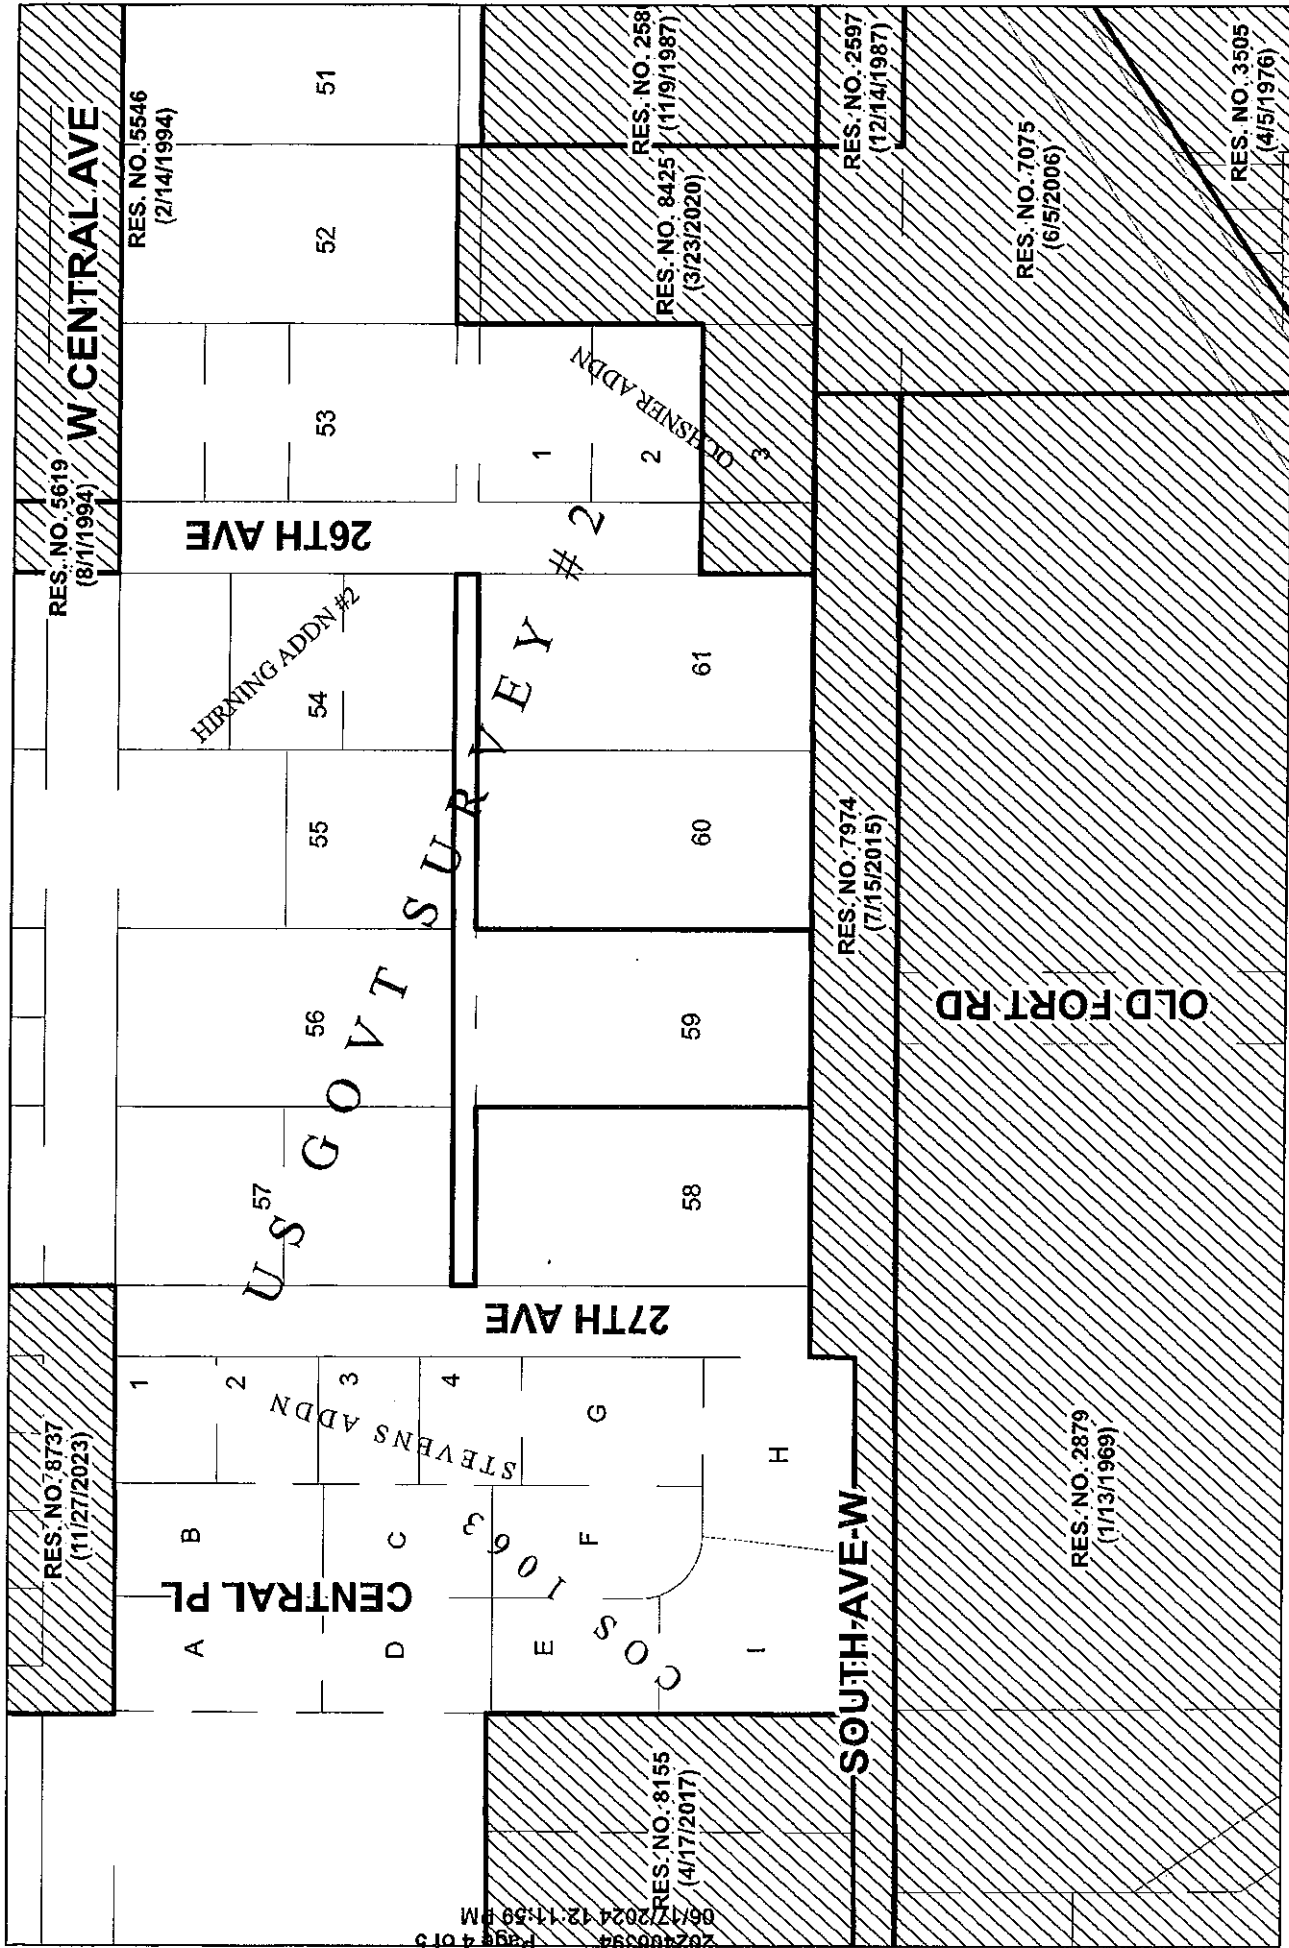 RES. NO. 8737
(11/27/2023)
RES. NO. 5619
(8/1/1994)
W CENTRAL AVE
RES. NO. 5546
(2/14/1994)
A
B
1
2
3
4
STEVENS ADDN
CENTRAL PL
D
C
E
F
G
H
I
COS 1063
27TH AVE
57
56
55
54
HIRNING ADDN #2
26TH AVE
53
52
51
US GOVT SURVEY #2
58
59
60
61
1
2
3
OCHSNER ADDN
RES. NO. 8425
(3/23/2020)
RES. NO. 258
(11/9/1987)
RES. NO. 2597
(12/14/1987)
RES. NO. 8155
(4/17/2017)
SOUTH AVE W
RES. NO. 7974
(7/15/2015)
RES. NO. 7075
(6/5/2006)
RES. NO. 3505
(4/5/1976)
OLD FORT RD
RES. NO. 2879
(1/13/1969)
202406394 Page 4 of 5
06/17/2024 12:11:59 PM